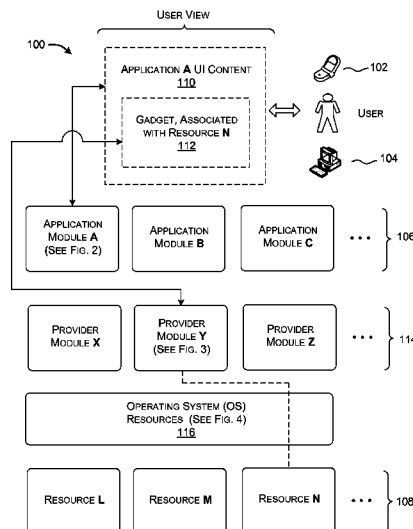 USER VIEW
100
APPLICATION A UI CONTENT
110
GADGET, ASSOCIATED
WITH RESOURCE N
112
102
USER
104
APPLICATION
MODULE A
(SEE FIG. 2)
APPLICATION
MODULE B
APPLICATION
MODULE C
106
PROVIDER
MODULE X
PROVIDER
MODULE Y
(SEE FIG. 3)
PROVIDER
MODULE Z
114
OPERATING SYSTEM (OS)
RESOURCES (SEE FIG. 4)
116
RESOURCE L
RESOURCE M
RESOURCE N
108